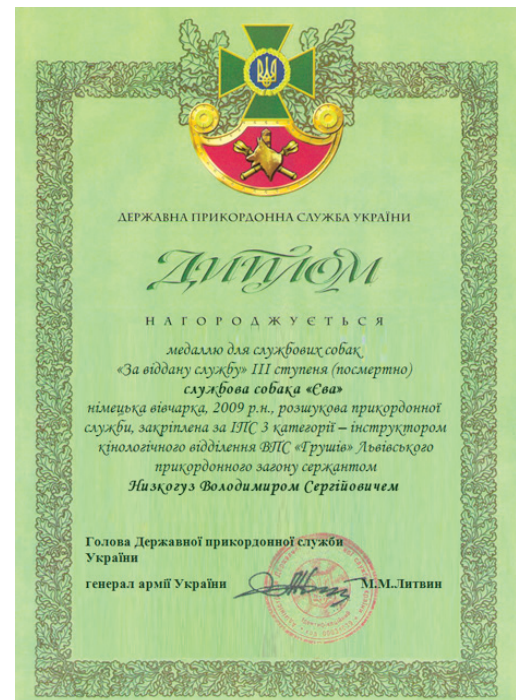 ДЕРЖАВНА ПРИКОРДОННА СЛУЖБА УКРАЇНИ
ДИПЛОМ
НАГОРОДЖУЄТЬСЯ
медаллю для службових собак
«За віддану службу» ІІІ ступеня (посмертно)
службова собака «Єва»
німецька вівчарка, 2009 р.н., розшукова прикордонної
служби, закріплена за ІПС 3 категорії – інструктором
кінологічного відділення ВПС «Грушів» Львівського
прикордонного загону сержантом
Низкогуз Володимиром Сергійовичем
Голова Державної прикордонної служби
України
генерал армії України М.М.Литвин